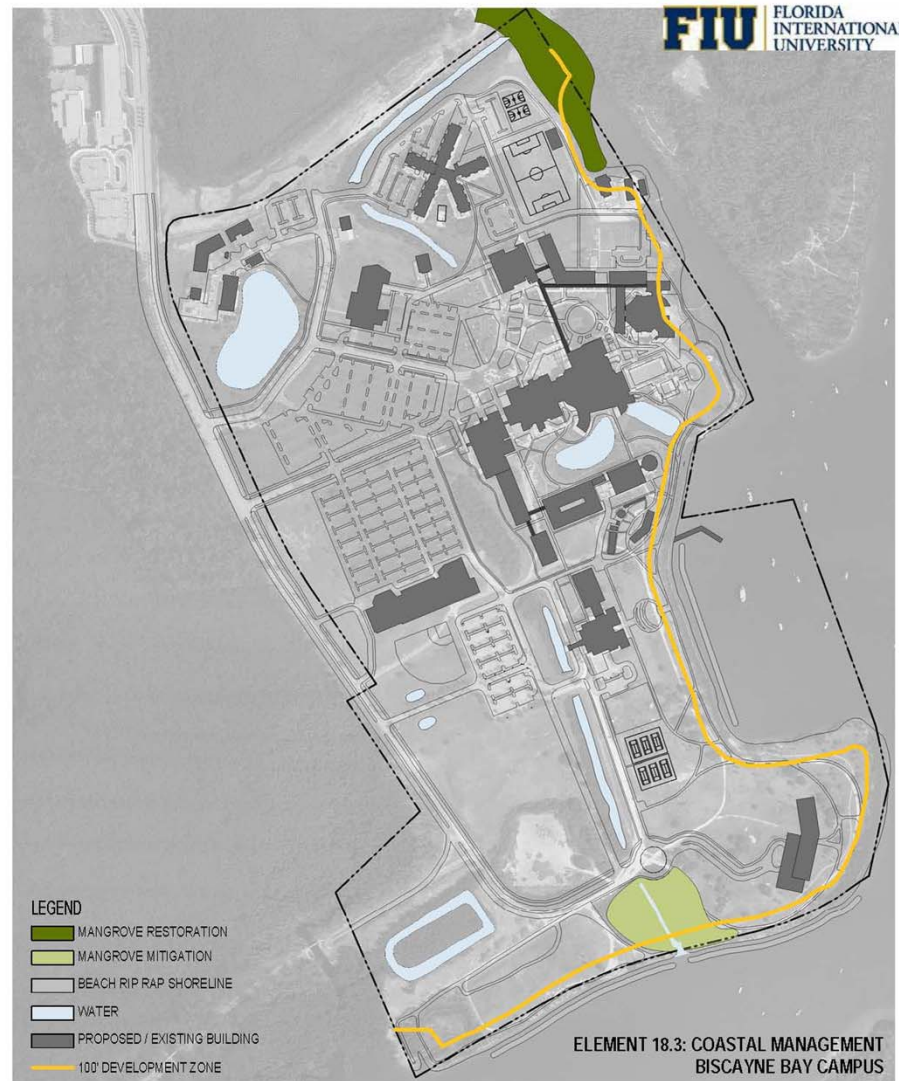 FIU
FLORIDA
INTERNATIONAL
UNIVERSITY
LEGEND
MANGROVE RESTORATION
MANGROVE MITIGATION
BEACH RIP RAP SHORELINE
WATER
PROPOSED / EXISTING BUILDING
100' DEVELOPMENT ZONE
ELEMENT 18.3: COASTAL MANAGEMENT
BISCAYNE BAY CAMPUS